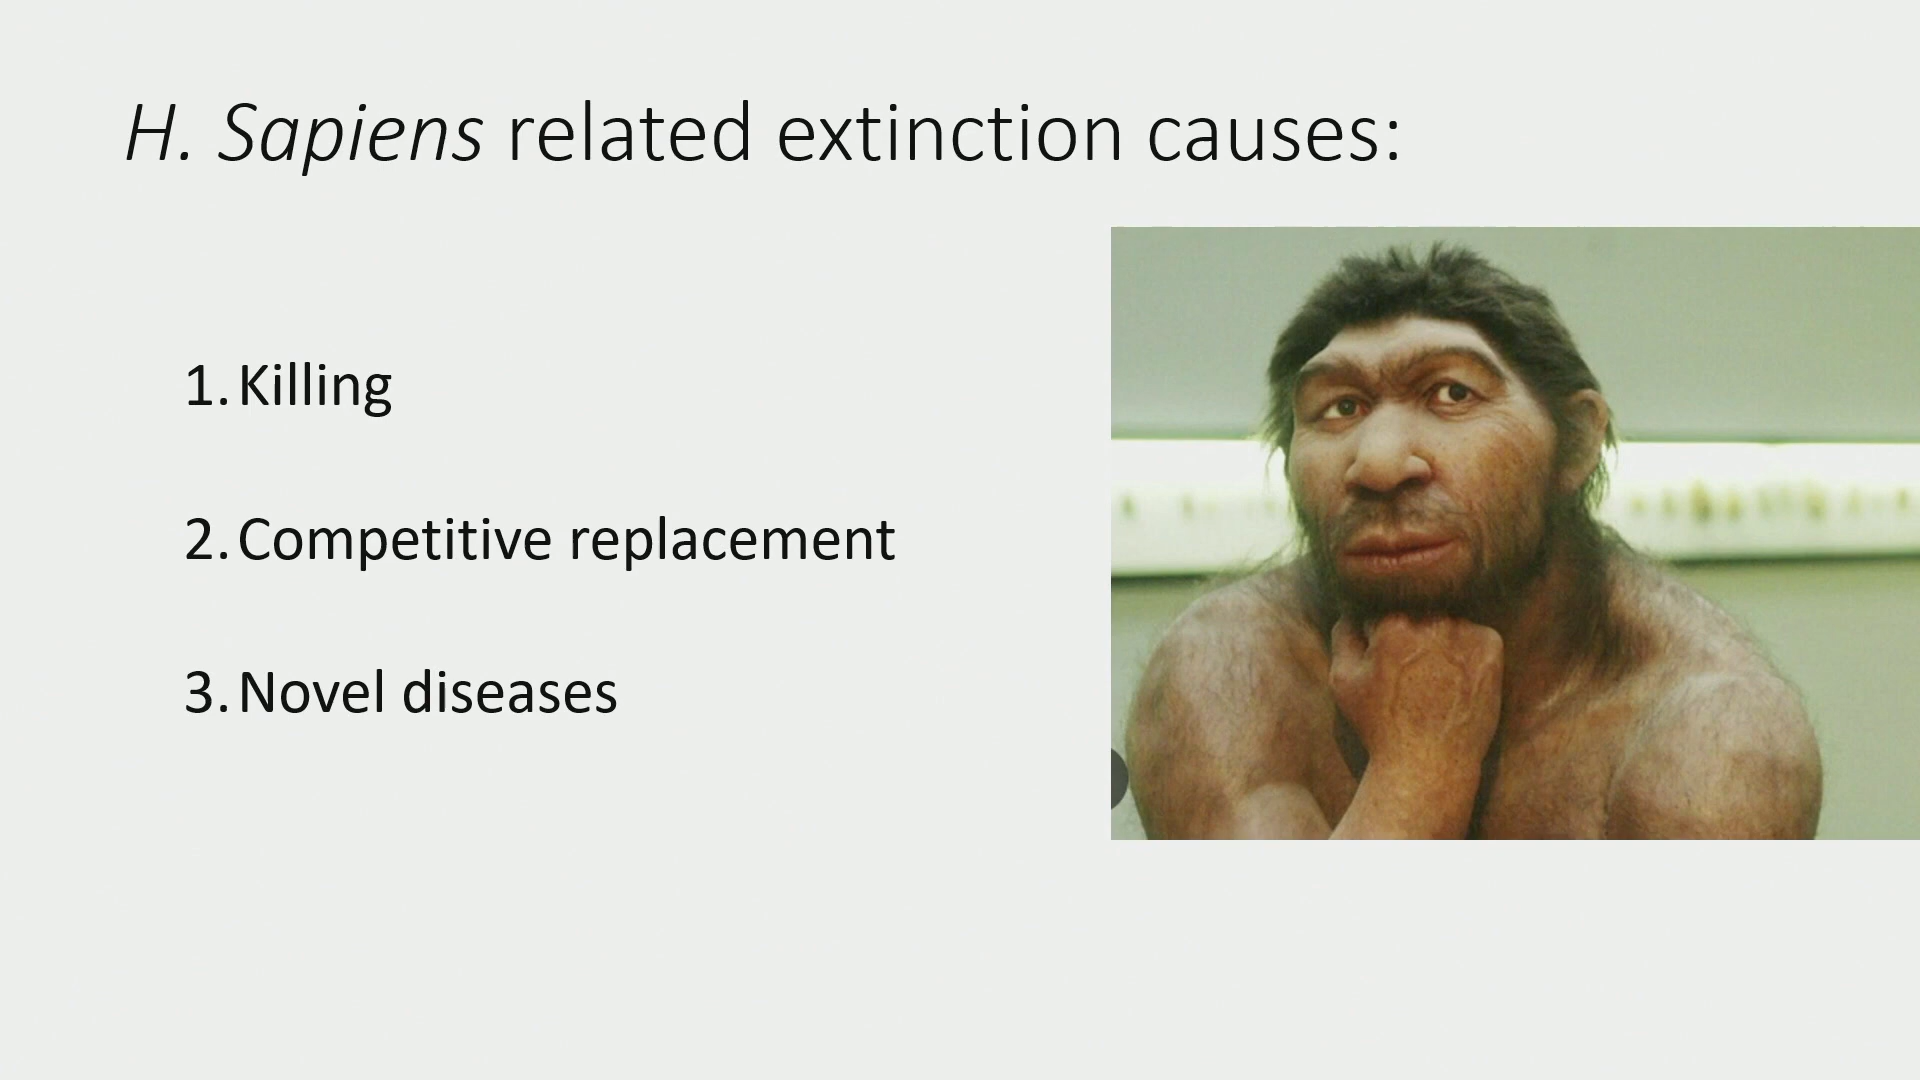 H. Sapiens related extinction causes:
1. Killing
2. Competitive replacement
3. Novel diseases